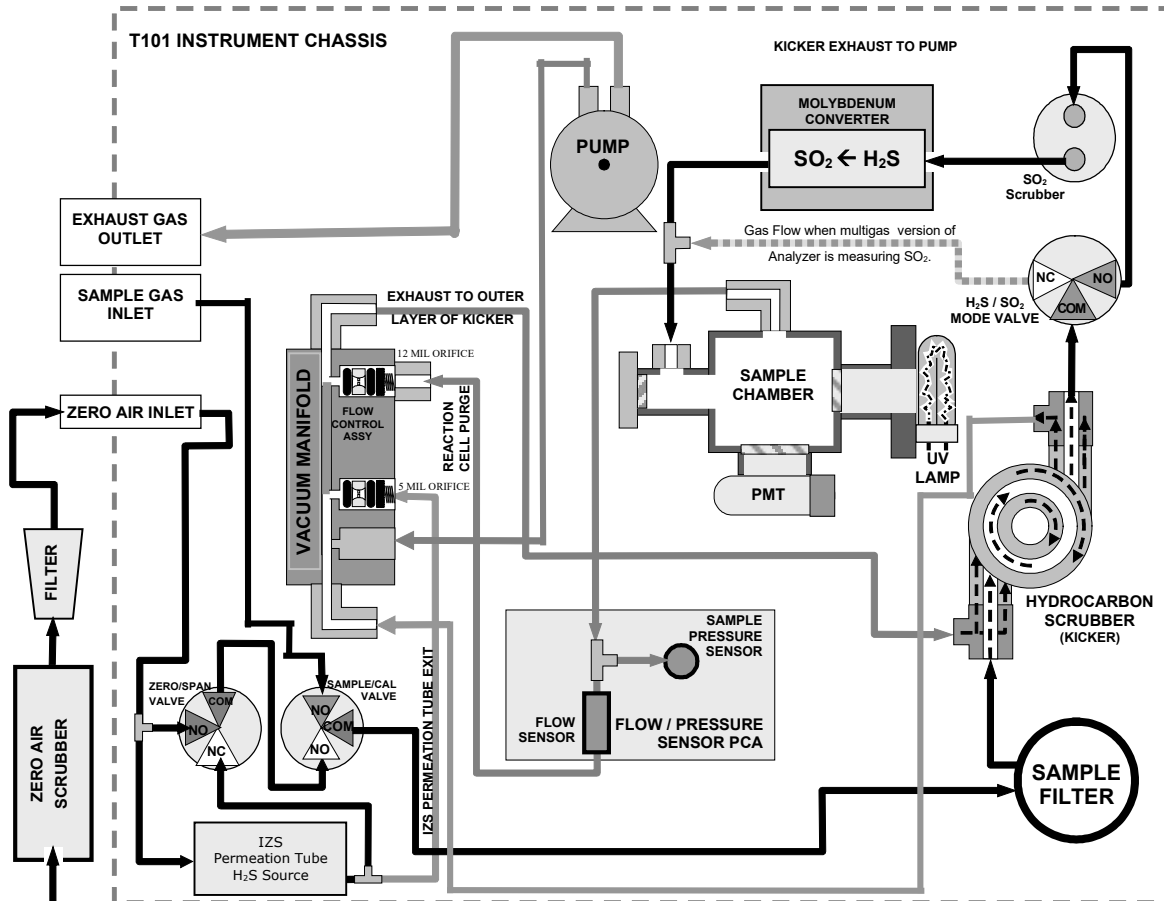 T101 INSTRUMENT CHASSIS
KICKER EXHAUST TO PUMP
MOLYBDENUM
CONVERTER
SO₂ ← H₂S
PUMP
SO₂
Scrubber
EXHAUST GAS
OUTLET
SAMPLE GAS
INLET
Gas Flow when multigas version of
Analyzer is measuring SO₂.
NC
NO
COM
H₂S / SO₂
MODE VALVE
EXHAUST TO OUTER
LAYER OF KICKER
12 MIL ORIFICE
VACUUM MANIFOLD
FLOW
CONTROL
ASSY
REACTION
CELL PURGE
5 MIL ORIFICE
SAMPLE
CHAMBER
UV
LAMP
PMT
ZERO AIR INLET
FILTER
ZERO AIR
SCRUBBER
HYDROCARBON
SCRUBBER
(KICKER)
SAMPLE
PRESSURE
SENSOR
FLOW
SENSOR
FLOW / PRESSURE
SENSOR PCA
ZERO/SPAN
VALVE
COM
NO
NC
SAMPLE/CAL
VALVE
NO
COM
NO
IZS PERMEATION TUBE EXIT
IZS
Permeation Tube
H₂S Source
SAMPLE
FILTER